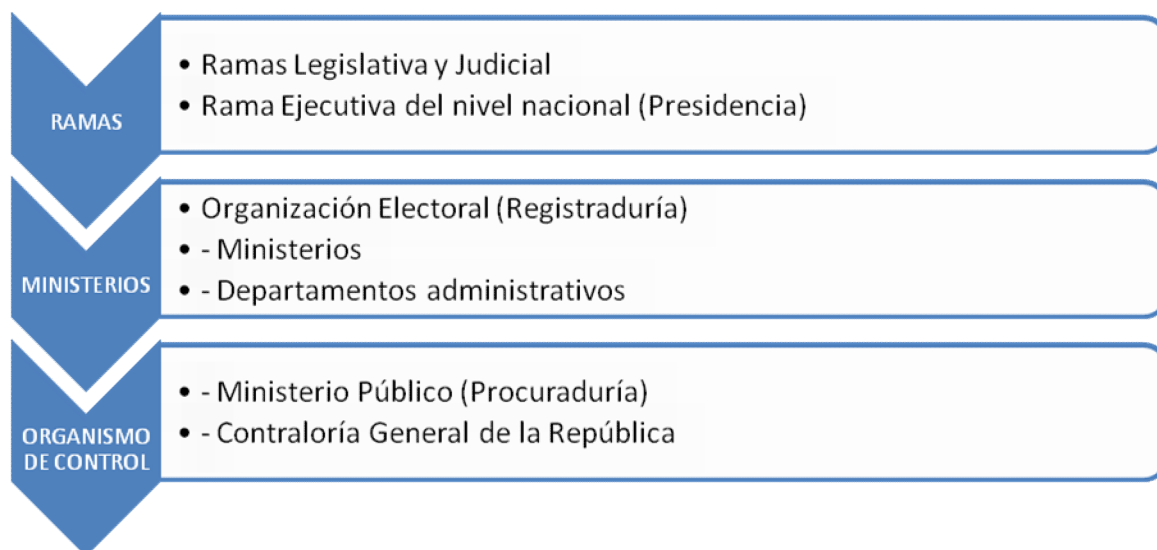 RAMAS
• Ramas Legislativa y Judicial
• Rama Ejecutiva del nivel nacional (Presidencia)
MINISTERIOS
• Organización Electoral (Registraduría)
• - Ministerios
• - Departamentos administrativos
ORGANISMO
DE CONTROL
• - Ministerio Público (Procuraduría)
• - Contraloría General de la República